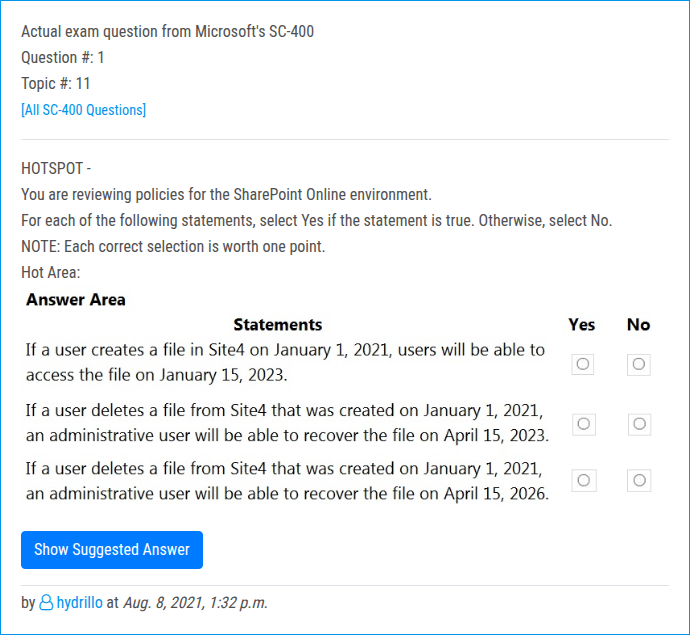 Actual exam question from Microsoft's SC-400
Question #: 1
Topic #: 11
[All SC-400 Questions]
HOTSPOT -
You are reviewing policies for the SharePoint Online environment.
For each of the following statements, select Yes if the statement is true. Otherwise, select No.
NOTE: Each correct selection is worth one point.
Hot Area:
Answer Area
Statements Yes No
If a user creates a file in Site4 on January 1, 2021, users will be able to
access the file on January 15, 2023.
If a user deletes a file from Site4 that was created on January 1, 2021,
an administrative user will be able to recover the file on April 15, 2023.
If a user deletes a file from Site4 that was created on January 1, 2021,
an administrative user will be able to recover the file on April 15, 2026.
Show Suggested Answer
by hydrillo at Aug. 8, 2021, 1:32 p.m.